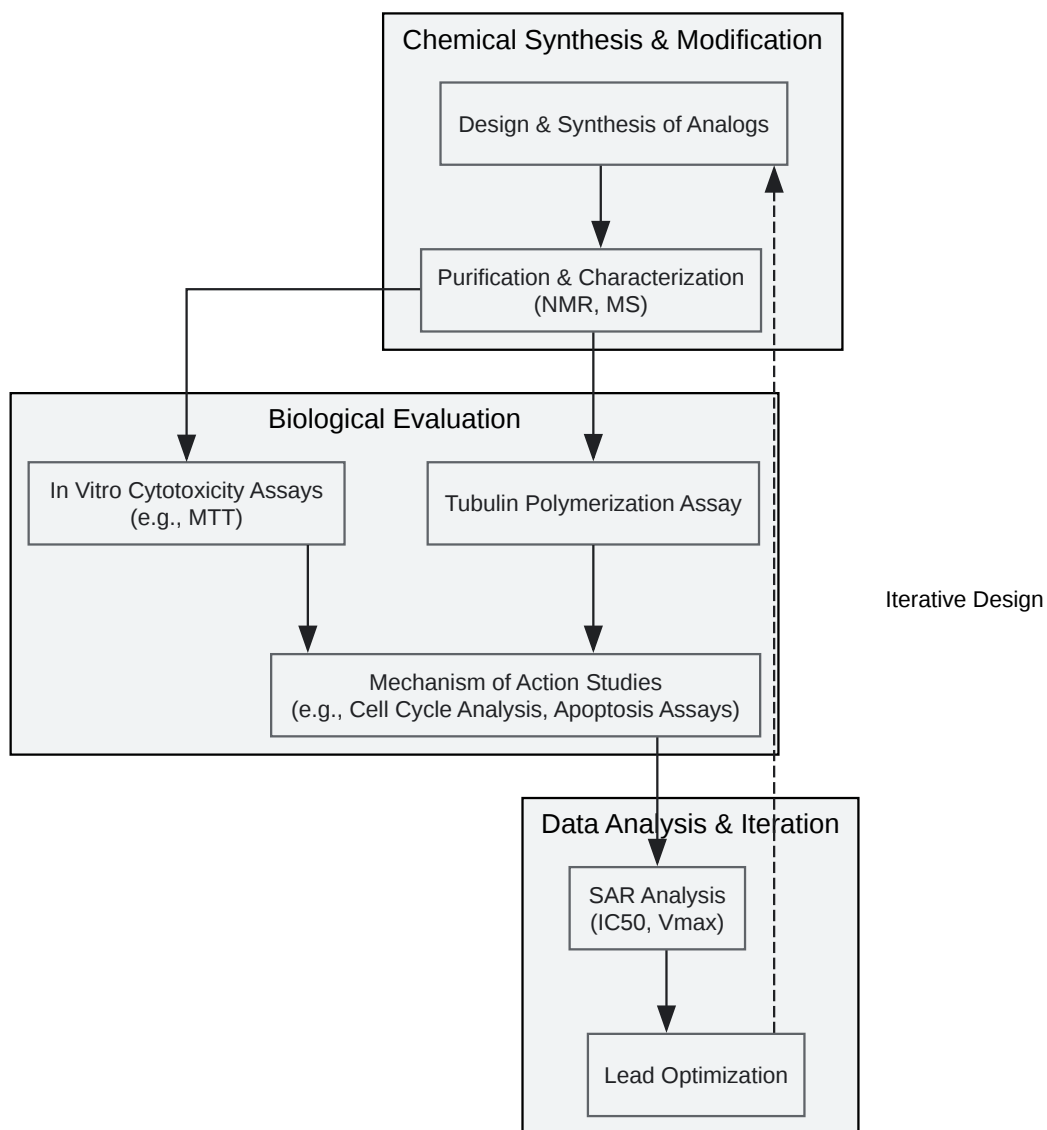 Chemical Synthesis & Modification
Design & Synthesis of Analogs
Purification & Characterization
(NMR, MS)
Biological Evaluation
In Vitro Cytotoxicity Assays
(e.g., MTT)
Tubulin Polymerization Assay
Iterative Design
Mechanism of Action Studies
(e.g., Cell Cycle Analysis, Apoptosis Assays)
Data Analysis & Iteration
SAR Analysis
(IC50, Vmax)
Lead Optimization